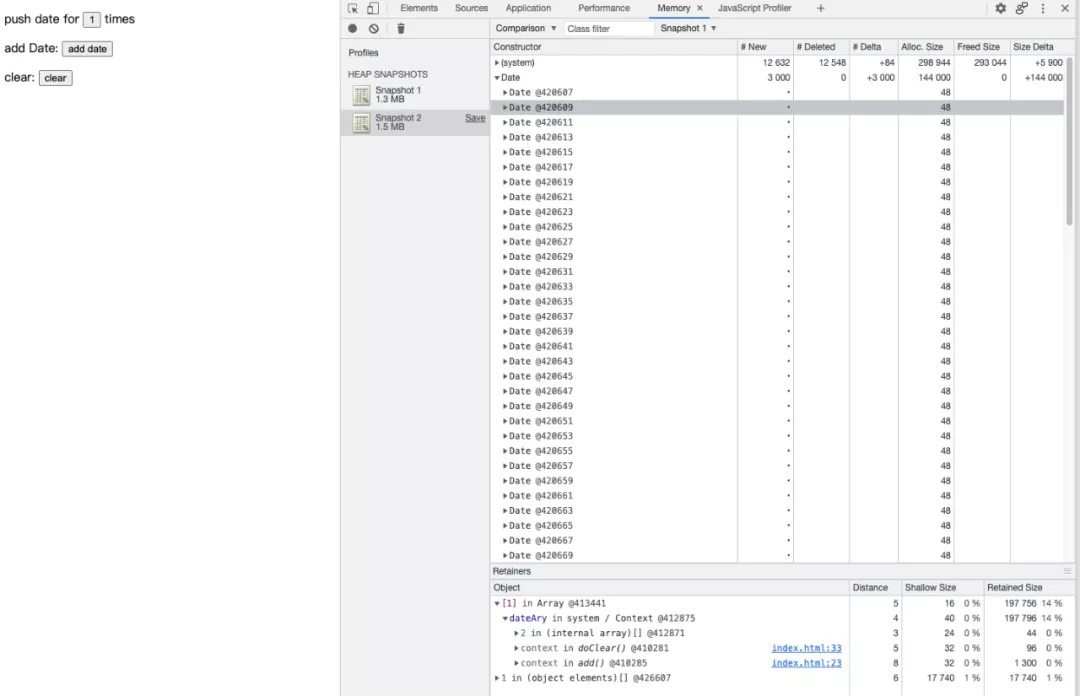 push date for 1 times
add Date: add date
clear: clear
Elements Sources Application Performance Memory × JavaScript Profiler +
Profiles
HEAP SNAPSHOTS
Snapshot 1
1.3 MB
Snapshot 2 Save
1.5 MB
Comparison ▼ Class filter Snapshot 1 ▼
Constructor # New # Deleted # Delta Alloc. Size Freed Size Size Delta
▶(system) 12 632 12 548 +84 298 944 293 044 +5 900
▼Date 3 000 0 +3 000 144 000 0 +144 000
▶Date @420607 • 48
▶Date @420609 • 48
▶Date @420611 • 48
▶Date @420613 • 48
▶Date @420615 • 48
▶Date @420617 • 48
▶Date @420619 • 48
▶Date @420621 • 48
▶Date @420623 • 48
▶Date @420625 • 48
▶Date @420627 • 48
▶Date @420629 • 48
▶Date @420631 • 48
▶Date @420633 • 48
▶Date @420635 • 48
▶Date @420637 • 48
▶Date @420639 • 48
▶Date @420641 • 48
▶Date @420643 • 48
▶Date @420645 • 48
▶Date @420647 • 48
▶Date @420649 • 48
▶Date @420651 • 48
▶Date @420653 • 48
▶Date @420655 • 48
▶Date @420657 • 48
▶Date @420659 • 48
▶Date @420661 • 48
▶Date @420663 • 48
▶Date @420665 • 48
▶Date @420667 • 48
▶Date @420669 • 48
Retainers
Object Distance Shallow Size Retained Size
▼[1] in Array @413441 5 16 0 % 197 756 14 %
▼dateAry in system / Context @412875 4 40 0 % 197 796 14 %
▶2 in (internal array)[] @412871 3 24 0 % 44 0 %
▶context in doClear() @410281 index.html:33 5 32 0 % 96 0 %
▶context in add() @410285 index.html:23 8 32 0 % 1 300 0 %
▶1 in (object elements)[] @426607 6 17 740 1 % 17 740 1 %